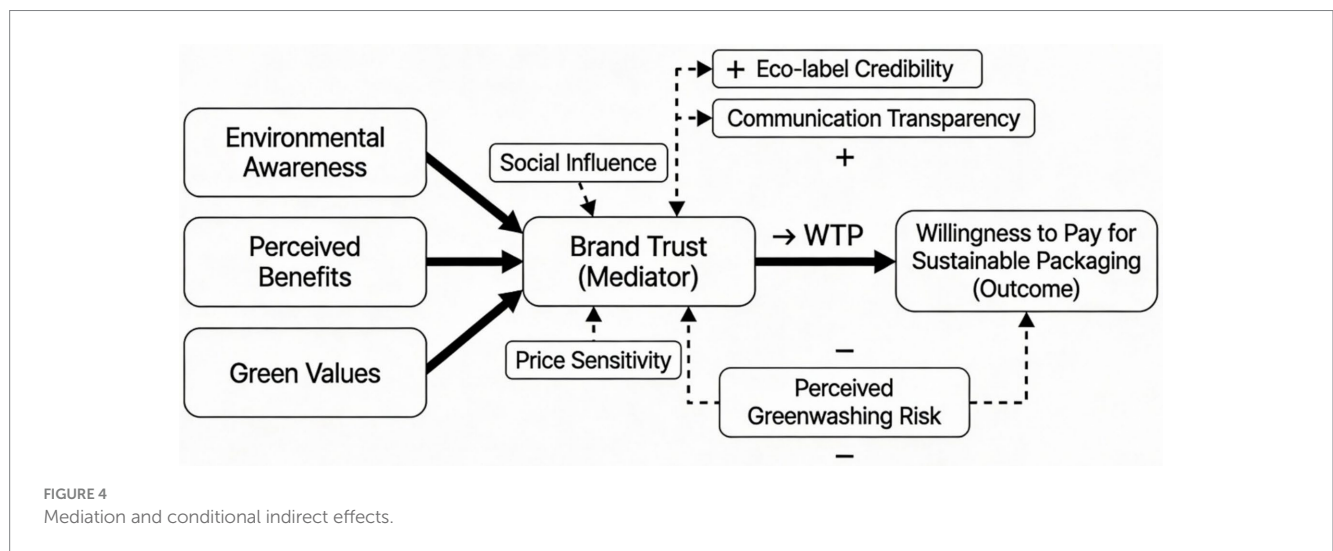 + Eco-label Credibility
Communication Transparency
+
Environmental
Awareness
Social Influence
Perceived
Benefits
Brand Trust
(Mediator)
→ WTP
Willingness to Pay for
Sustainable Packaging
(Outcome)
Green Values
Price Sensitivity
−
Perceived
Greenwashing Risk
−
FIGURE 4
Mediation and conditional indirect effects.